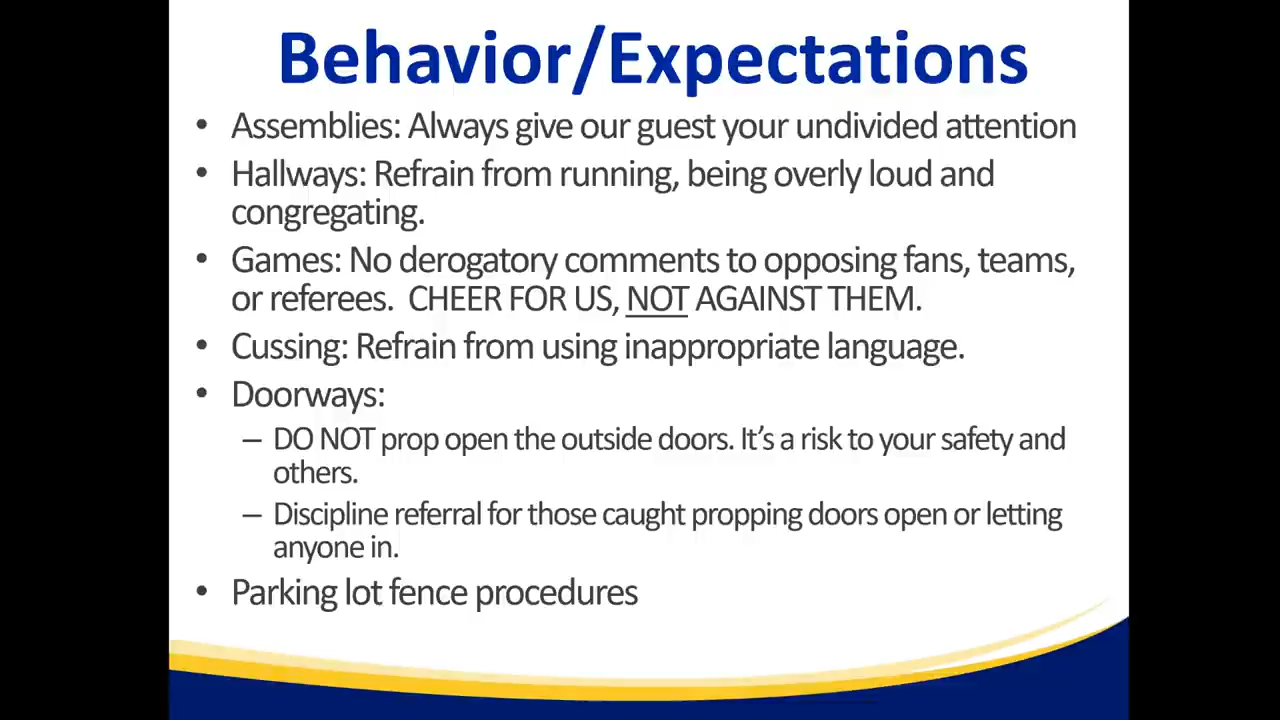 Behavior/Expectations
• Assemblies: Always give our guest your undivided attention
• Hallways: Refrain from running, being overly loud and
congregating.
• Games: No derogatory comments to opposing fans, teams,
or referees. CHEER FOR US, NOT AGAINST THEM.
• Cussing: Refrain from using inappropriate language.
• Doorways:
– DO NOT prop open the outside doors. It’s a risk to your safety and
others.
– Discipline referral for those caught propping doors open or letting
anyone in.
• Parking lot fence procedures